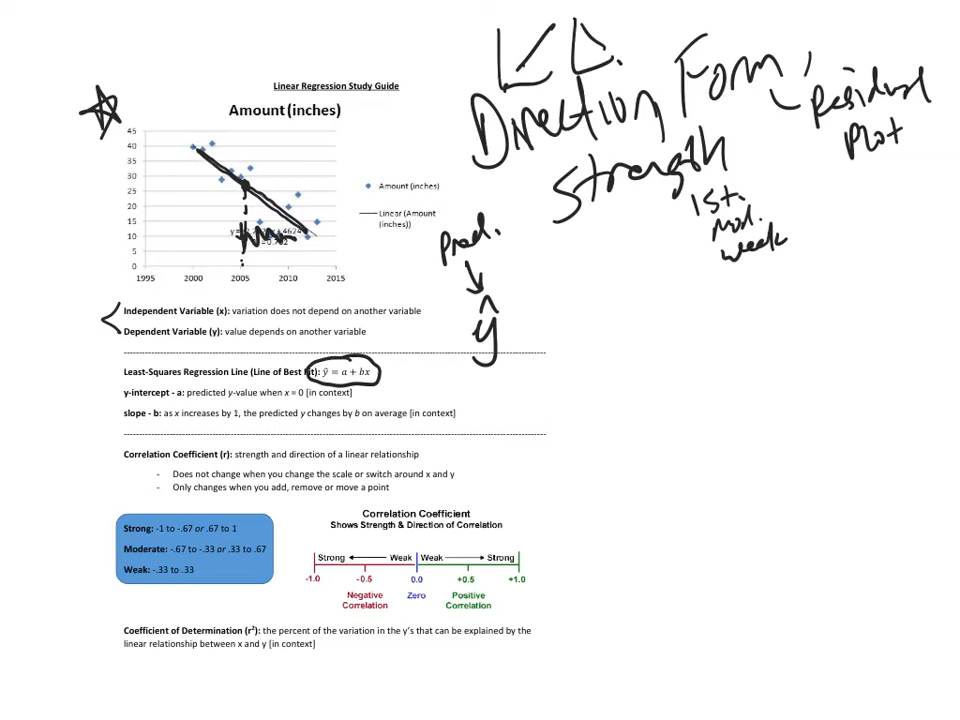 Linear Regression Study Guide
Amount (inches)
45
40
35
30
25
20
15
10
5
0
1995 2000 2005 2010 2015
Amount (inches)
Linear (Amount
(inches))
Direction Form,
Residual
Plot
Strength
1st.
Mod.
Week
Pred.
ŷ
Independent Variable (x): variation does not depend on another variable
Dependent Variable (y): value depends on another variable
Least-Squares Regression Line (Line of Best Fit): ŷ = a + bx
y-intercept - a: predicted y-value when x = 0 [in context]
slope - b: as x increases by 1, the predicted y changes by b on average [in context]
Correlation Coefficient (r): strength and direction of a linear relationship
- Does not change when you change the scale or switch around x and y
- Only changes when you add, remove or move a point
Strong: -1 to -.67 or .67 to 1
Moderate: -.67 to -.33 or .33 to .67
Weak: -.33 to .33
Correlation Coefficient
Shows Strength & Direction of Correlation
Strong Weak Weak Strong
-1.0 -0.5 0.0 +0.5 +1.0
Negative Zero Positive
Correlation Correlation
Coefficient of Determination (r²): the percent of the variation in the y's that can be explained by the
linear relationship between x and y [in context]